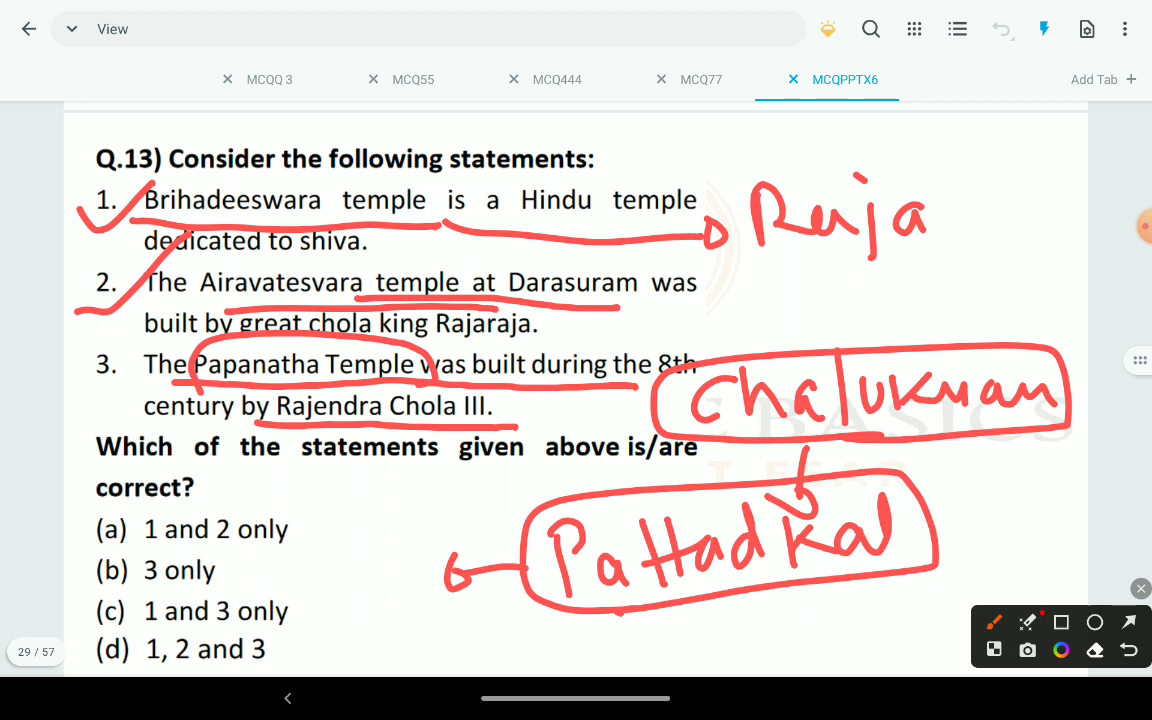 View
MCQQ 3
MCQ55
MCQ444
MCQ77
MCQPPTX6
Add Tab +
Q.13) Consider the following statements:
1. Brihadeeswara temple is a Hindu temple
dedicated to shiva.
Raja
2. The Airavatesvara temple at Darasuram was
built by great chola king Rajaraja.
3. The Papanatha Temple was built during the 8th
century by Rajendra Chola III.
Which of the statements given above is/are
correct?
Pattadkal
(a) 1 and 2 only
(b) 3 only
(c) 1 and 3 only
(d) 1, 2 and 3
BASICS
29 / 57